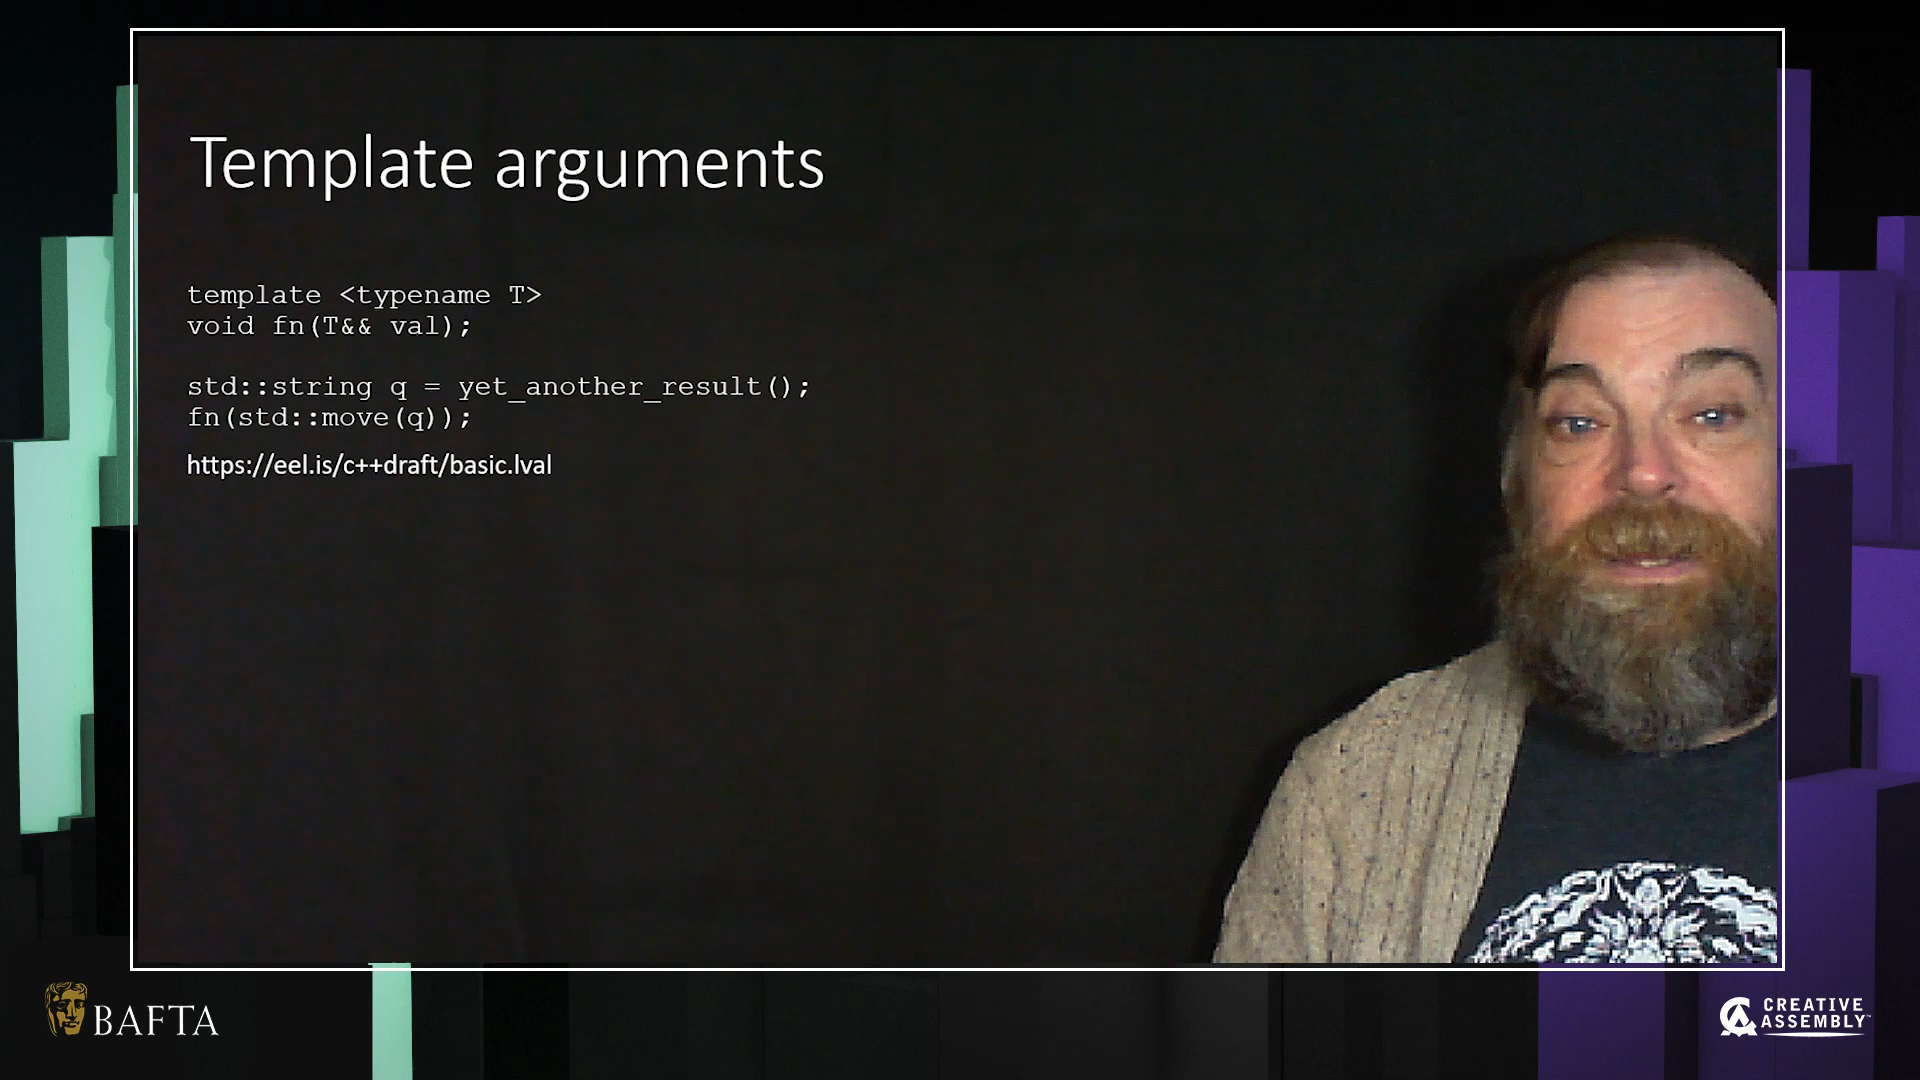 Template arguments
template <typename T>
void fn(T&& val);
std::string q = yet_another_result();
fn(std::move(q));
https://eel.is/c++draft/basic.lval
BAFTA
CREATIVE
ASSEMBLY™